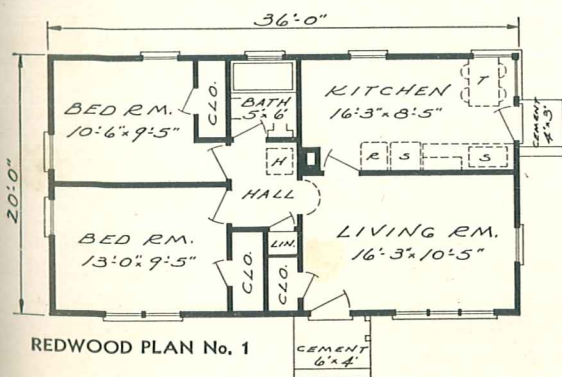 36'-0"
20'-0"
BED RM.
10'-6" x 9'-5"
CLO.
BATH
5' x 6'
KITCHEN
16'-3" x 8'-5"
T
CEMENT
4' x 3'
H
R
S
S
HALL
BED RM.
13'-0" x 9'-5"
CLO.
LIN.
CLO.
LIVING RM.
16'-3" x 10'-5"
REDWOOD PLAN No. 1
CEMENT
6' x 4'